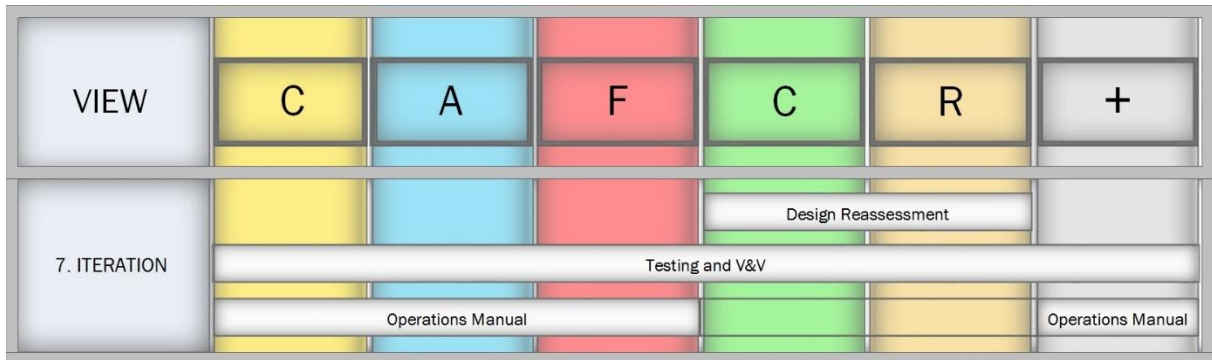 VIEW C A F C R +
Design Reassessment
7. ITERATION
Testing and V&V
Operations Manual Operations Manual